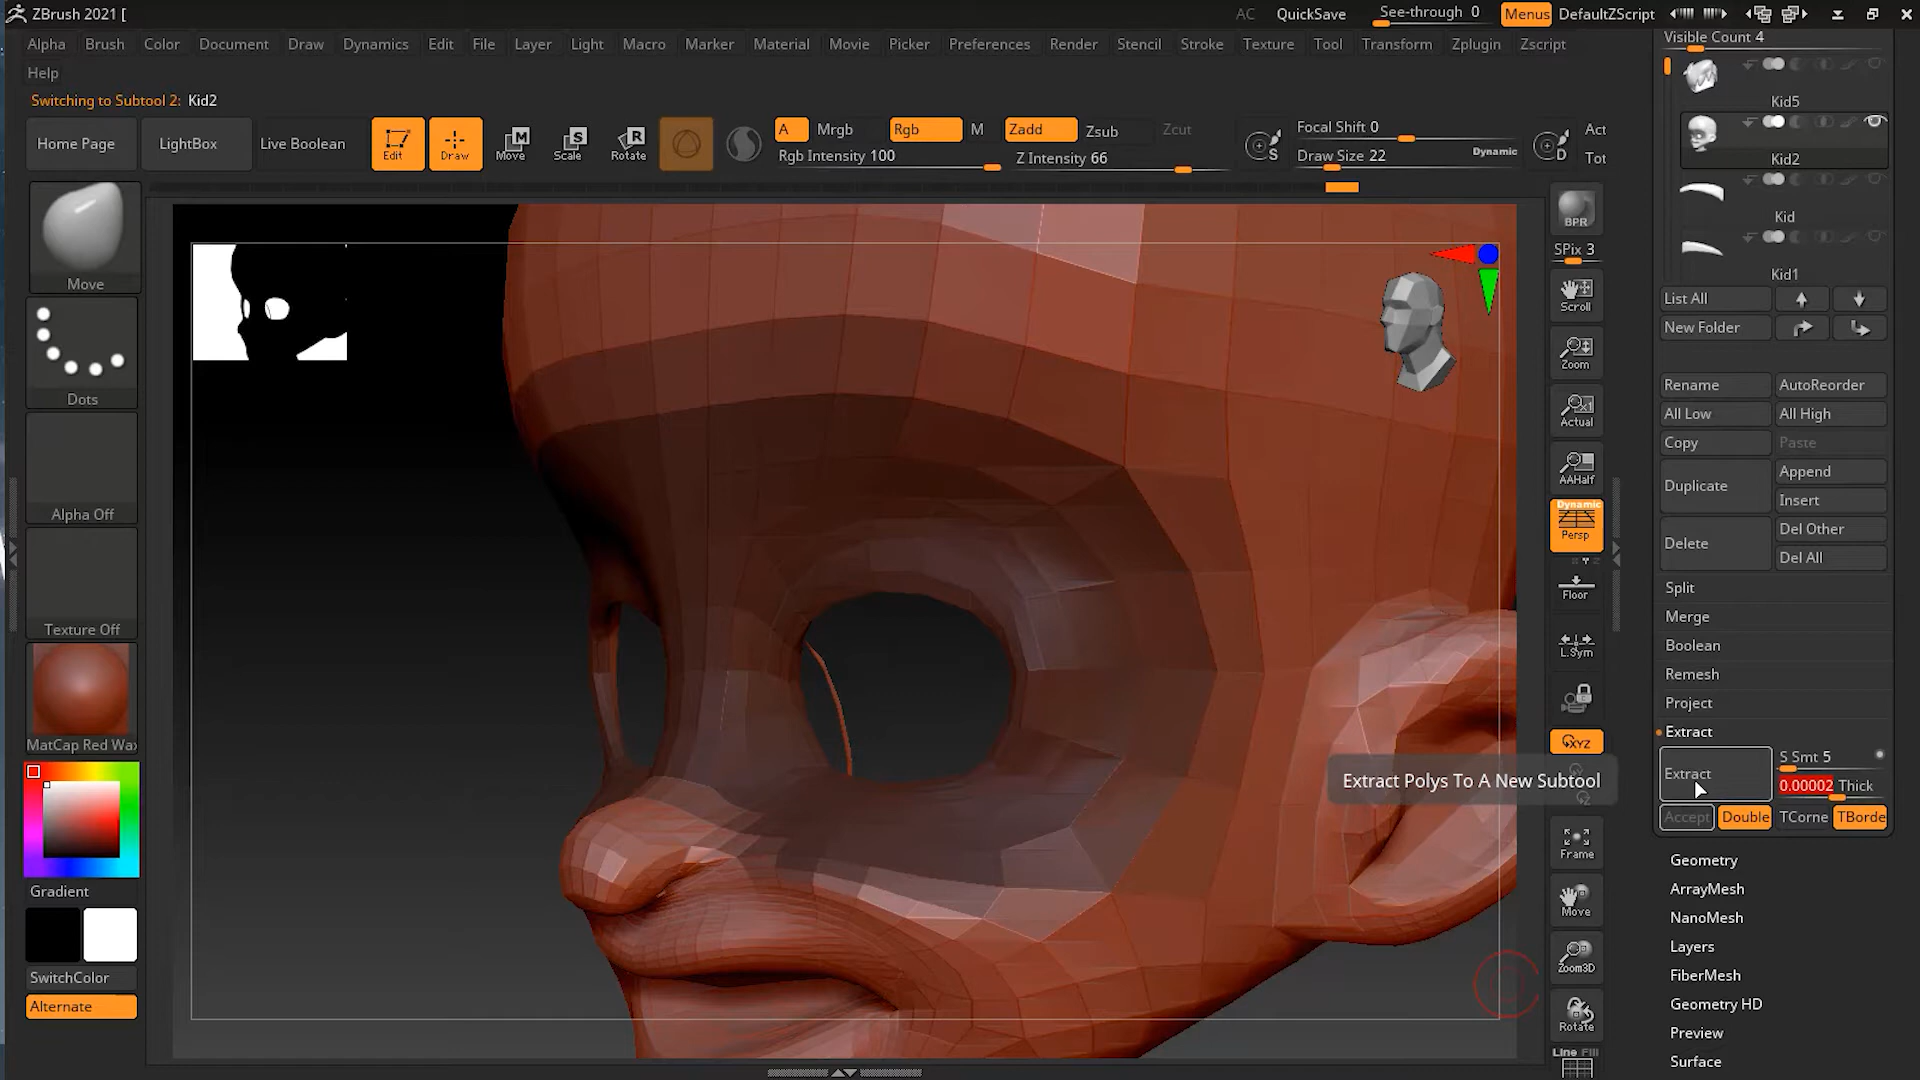 ZBrush 2021 [
AC QuickSave See-through 0 Menus DefaultZScript
Alpha Brush Color Document Draw Dynamics Edit File Layer Light Macro Marker Material Movie Picker Preferences Render Stencil Stroke Texture Tool Transform Zplugin Zscript
Help
Switching to Subtool 2: Kid2
Home Page
LightBox
Live Boolean
Edit
Draw
M
Move
S
Scale
R
Rotate
A Mrgb Rgb M Zadd Zsub Zcut
Rgb Intensity 100
Z Intensity 66
S
Focal Shift 0
Draw Size 22
Dynamic
D
Act
Tot
Move
Dots
Alpha Off
Texture Off
MatCap Red Wax
Gradient
SwitchColor
Alternate
BPR
SPix 3
Scroll
Zoom
Actual
AAHalf
Dynamic
Persp
Floor
L.Sym
XYZ
Frame
Move
Zoom3D
Rotate
Line Fill
Extract Polys To A New Subtool
Visible Count 4
Kid5
Kid2
Kid
Kid1
List All
New Folder
Rename AutoReorder
All Low All High
Copy Paste
Duplicate Append
Insert
Delete Del Other
Del All
Split
Merge
Boolean
Remesh
Project
Extract
Extract S Smt 5
0.00002 Thick
Accept Double TCorne TBorde
Geometry
ArrayMesh
NanoMesh
Layers
FiberMesh
Geometry HD
Preview
Surface